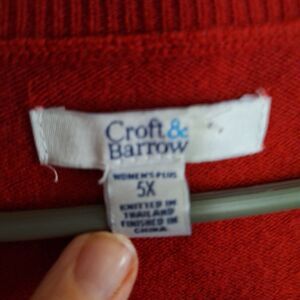 Croft&
Barrow
WOMEN'S PLUS
5X
KNITTED IN
THAILAND
FINISHED IN
CHINA